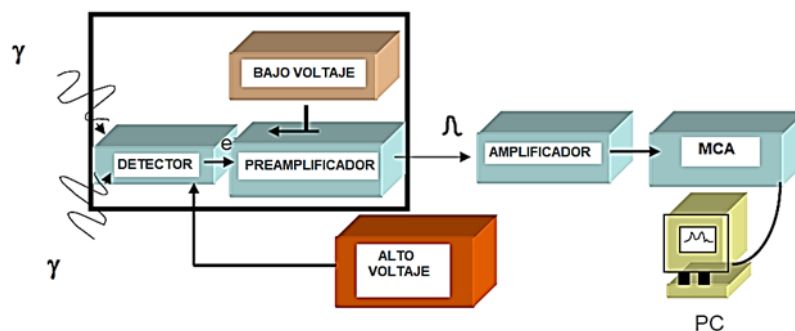 γ
BAJO VOLTAJE
e
DETECTOR
PREAMPLIFICADOR
AMPLIFICADOR
MCA
γ
ALTO
VOLTAJE
PC